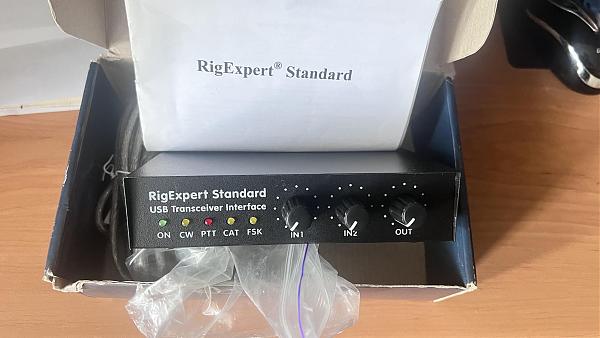 RigExpert® Standard
RigExpert Standard
USB Transceiver Interface
ON CW PTT CAT FSK IN1 IN2 OUT